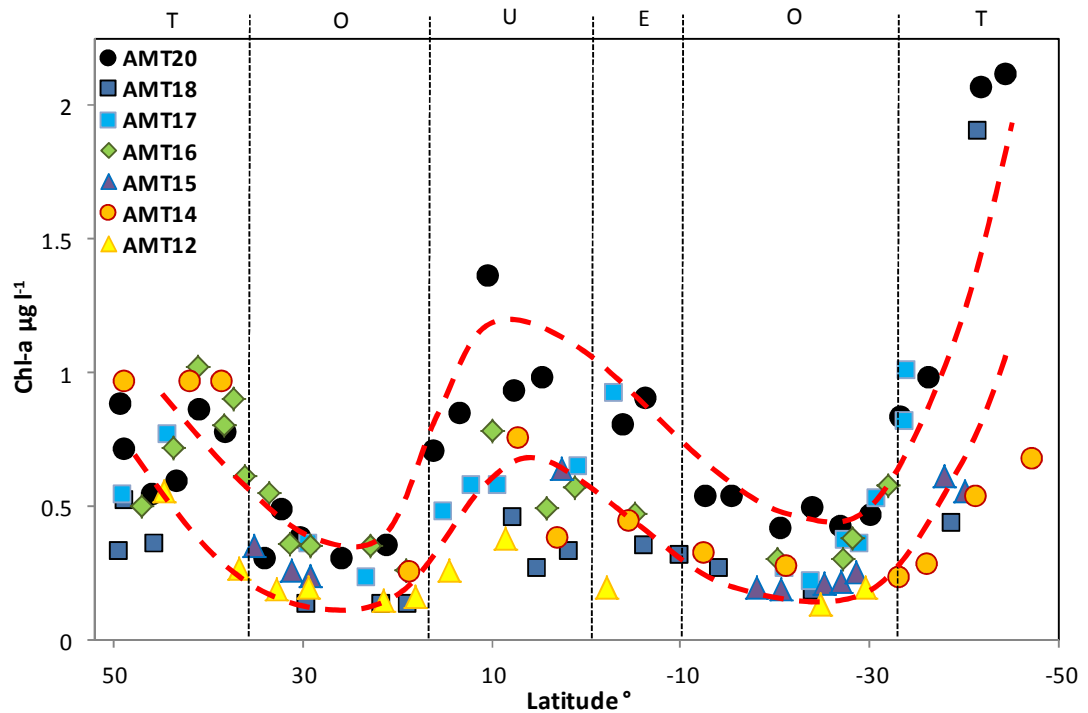 T O U E O T
AMT20
AMT18
AMT17
AMT16
AMT15
AMT14
AMT12
2
1.5
1
0.5
0
Chl-a µg l⁻¹
50 30 10 -10 -30 -50
Latitude °